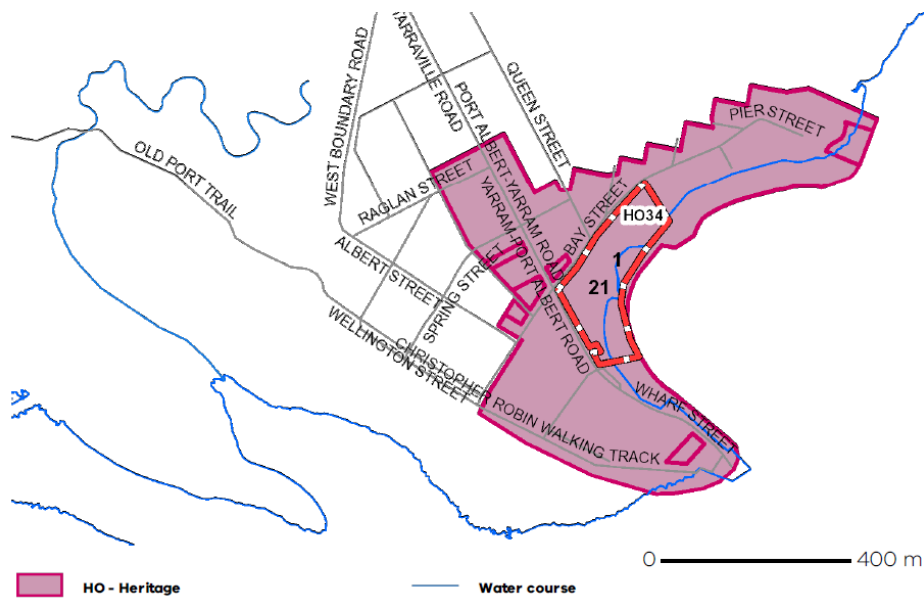 WEST BOUNDARY ROAD
TARRAVILLE ROAD
PORT ALBERT-YARRAM ROAD
QUEEN STREET
PIER STREET
OLD PORT TRAIL
RAGLAN STREET
BAY STREET
HO34
YARRAM-PORT ALBERT ROAD
ALBERT STREET
SPRING STREET
1
21
WELLINGTON STREET
CHRISTOPHER ROBIN WALKING TRACK
WHARF STREET
0 400 m
HO - Heritage
Water course